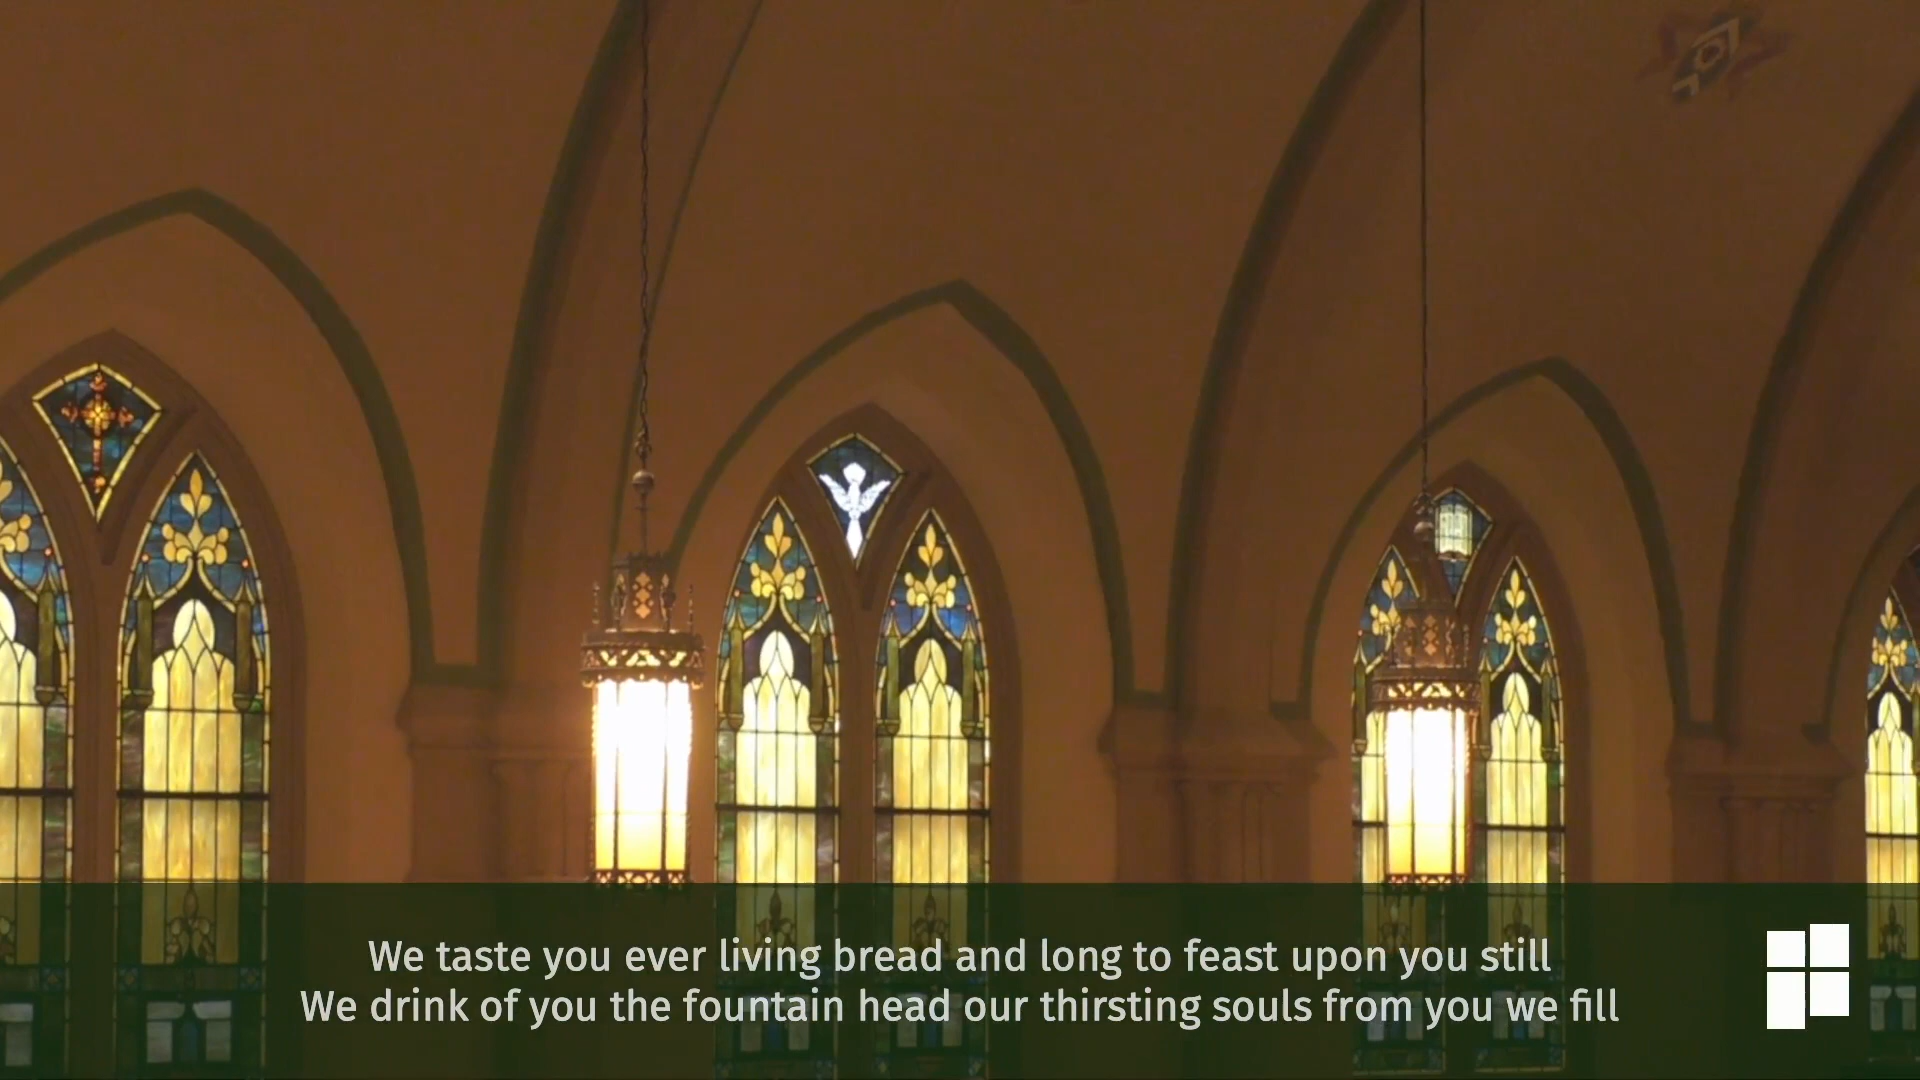 We taste you ever living bread and long to feast upon you still
We drink of you the fountain head our thirsting souls from you we fill